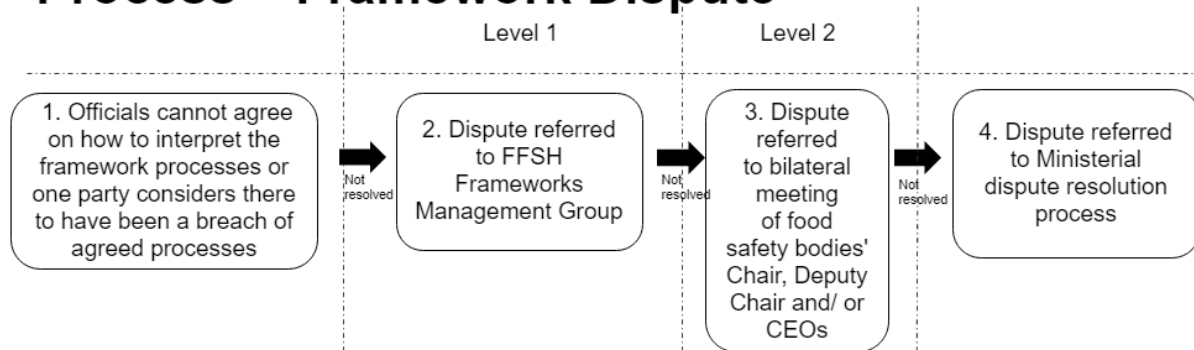 Process – Framework Dispute
Level 1
Level 2
1. Officials cannot agree
on how to interpret the
framework processes or
one party considers there
to have been a breach of
agreed processes
Not
resolved
2. Dispute referred
to FFSH
Frameworks
Management Group
Not
resolved
3. Dispute
referred
to bilateral
meeting
of food
safety bodies'
Chair, Deputy
Chair and/ or
CEOs
Not
resolved
4. Dispute referred
to Ministerial
dispute resolution
process